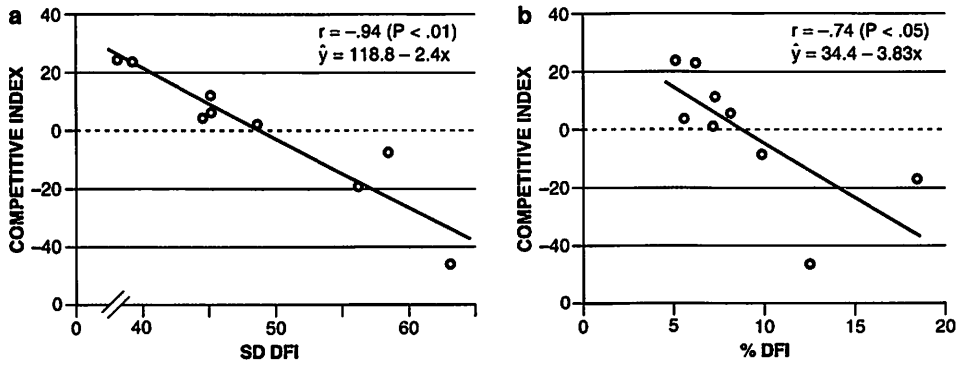 a
r = –.94 (P < .01)
ŷ = 118.8 – 2.4x
COMPETITIVE INDEX
40
20
0
–20
–40
0
0
40
50
60
SD DFI
b
r = –.74 (P < .05)
ŷ = 34.4 – 3.83x
COMPETITIVE INDEX
40
20
0
–20
–40
0
0
5
10
15
20
% DFI